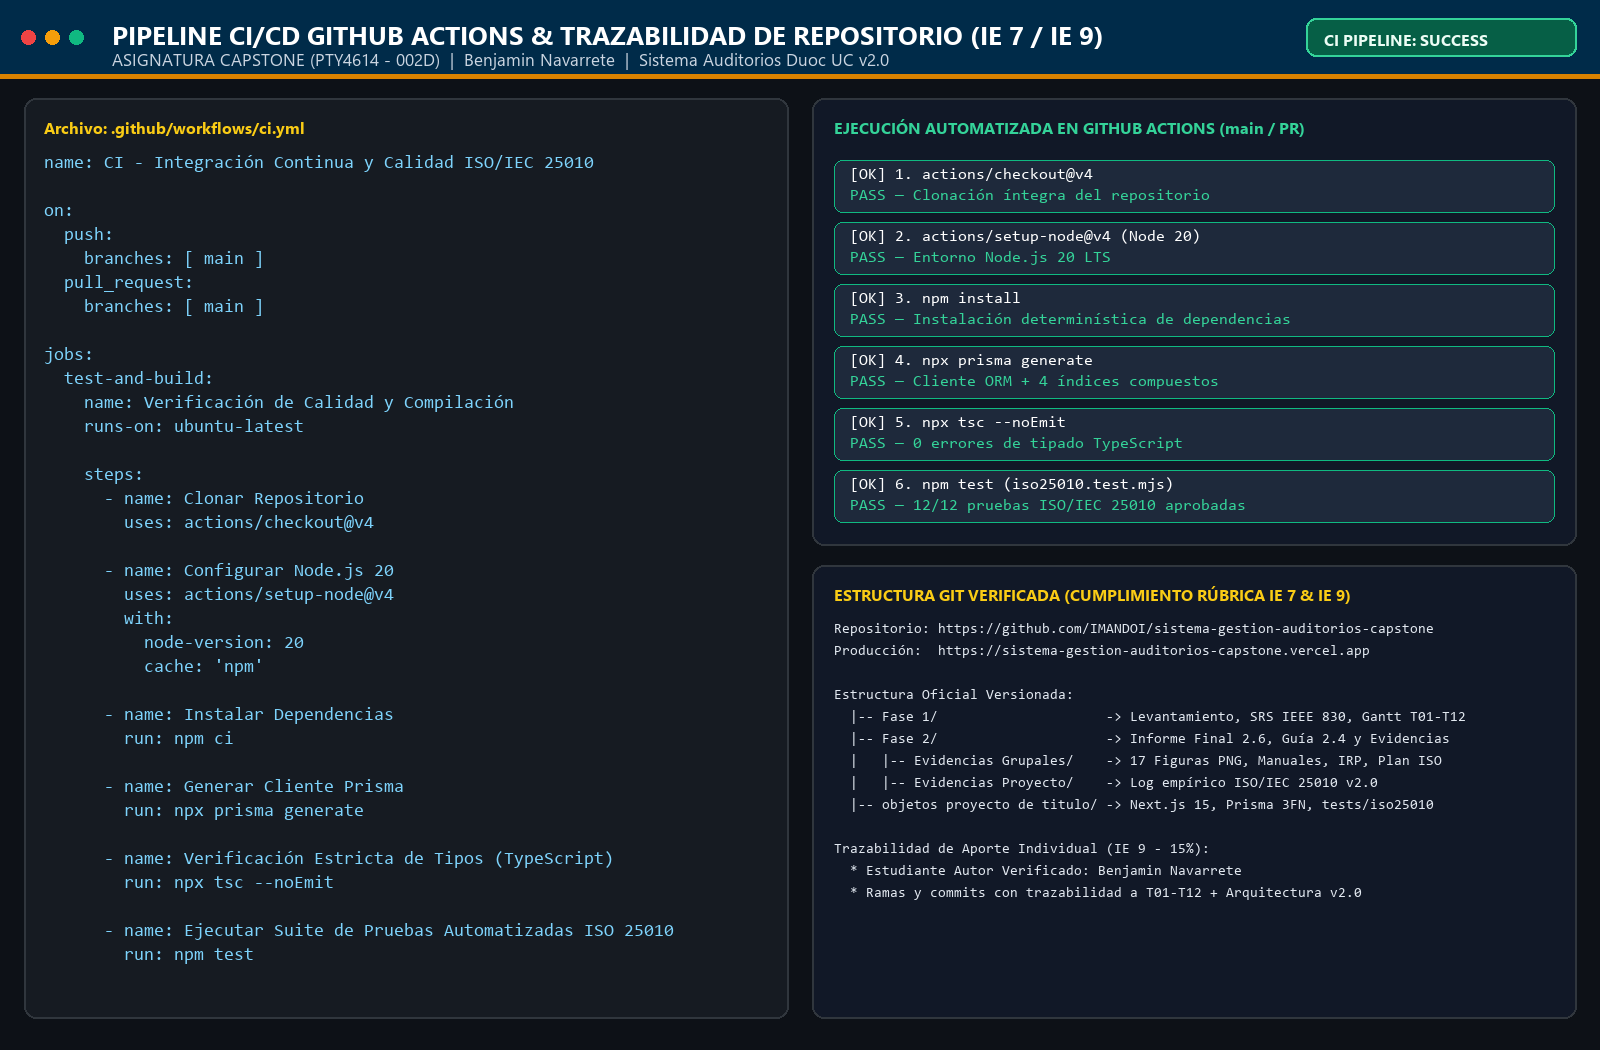 PIPELINE CI/CD GITHUB ACTIONS & TRAZABILIDAD DE REPOSITORIO (IE 7 / IE 9)
ASIGNATURA CAPSTONE (PTY4614 - 002D) | Benjamin Navarrete | Sistema Auditorios Duoc UC v2.0
CI PIPELINE: SUCCESS
Archivo: .github/workflows/ci.yml
name: CI - Integración Continua y Calidad ISO/IEC 25010
on:
  push:
    branches: [ main ]
  pull_request:
    branches: [ main ]
jobs:
  test-and-build:
    name: Verificación de Calidad y Compilación
    runs-on: ubuntu-latest
    steps:
      - name: Clonar Repositorio
        uses: actions/checkout@v4
      - name: Configurar Node.js 20
        uses: actions/setup-node@v4
        with:
          node-version: 20
          cache: 'npm'
      - name: Instalar Dependencias
        run: npm ci
      - name: Generar Cliente Prisma
        run: npx prisma generate
      - name: Verificación Estricta de Tipos (TypeScript)
        run: npx tsc --noEmit
      - name: Ejecutar Suite de Pruebas Automatizadas ISO 25010
        run: npm test
EJECUCIÓN AUTOMATIZADA EN GITHUB ACTIONS (main / PR)
[OK] 1. actions/checkout@v4
PASS — Clonación íntegra del repositorio
[OK] 2. actions/setup-node@v4 (Node 20)
PASS — Entorno Node.js 20 LTS
[OK] 3. npm install
PASS — Instalación determinística de dependencias
[OK] 4. npx prisma generate
PASS — Cliente ORM + 4 índices compuestos
[OK] 5. npx tsc --noEmit
PASS — 0 errores de tipado TypeScript
[OK] 6. npm test (iso25010.test.mjs)
PASS — 12/12 pruebas ISO/IEC 25010 aprobadas
ESTRUCTURA GIT VERIFICADA (CUMPLIMIENTO RÚBRICA IE 7 & IE 9)
Repositorio: https://github.com/IMANDOI/sistema-gestion-auditorios-capstone
Producción:  https://sistema-gestion-auditorios-capstone.vercel.app
Estructura Oficial Versionada:
  |-- Fase 1/                     -> Levantamiento, SRS IEEE 830, Gantt T01-T12
  |-- Fase 2/                     -> Informe Final 2.6, Guía 2.4 y Evidencias
  |   |-- Evidencias Grupales/    -> 17 Figuras PNG, Manuales, IRP, Plan ISO
  |   |-- Evidencias Proyecto/    -> Log empírico ISO/IEC 25010 v2.0
  |-- objetos proyecto de titulo/ -> Next.js 15, Prisma 3FN, tests/iso25010
Trazabilidad de Aporte Individual (IE 9 - 15%):
  * Estudiante Autor Verificado: Benjamin Navarrete
  * Ramas y commits con trazabilidad a T01-T12 + Arquitectura v2.0